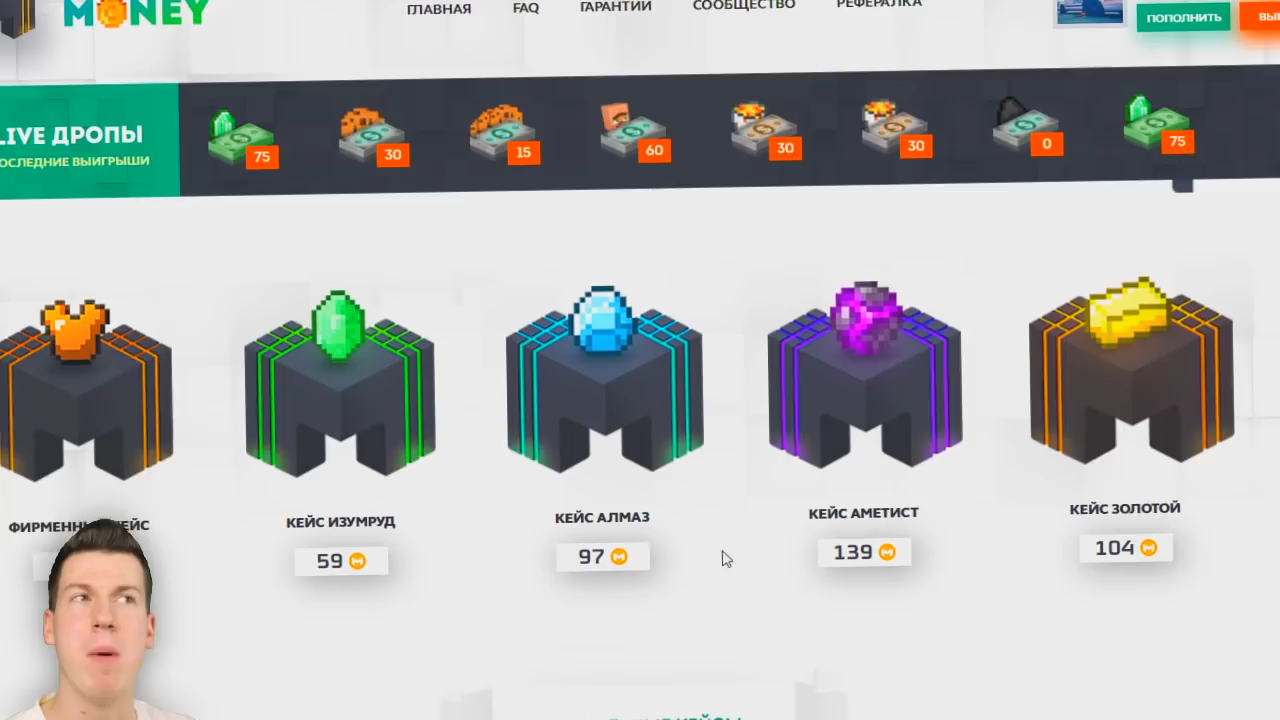 MONEY
ГЛАВНАЯ FAQ ГАРАНТИИ СООБЩЕСТВО РЕФЕРАЛКА
ПОПОЛНИТЬ
LIVE ДРОПЫ
75 30 15 60 30 30 0 75
ВЫИГРЫШИ
КЕЙС ИЗУМРУД КЕЙС АЛМАЗ КЕЙС АМЕТИСТ КЕЙС ЗОЛОТОЙ
59 97 139 104